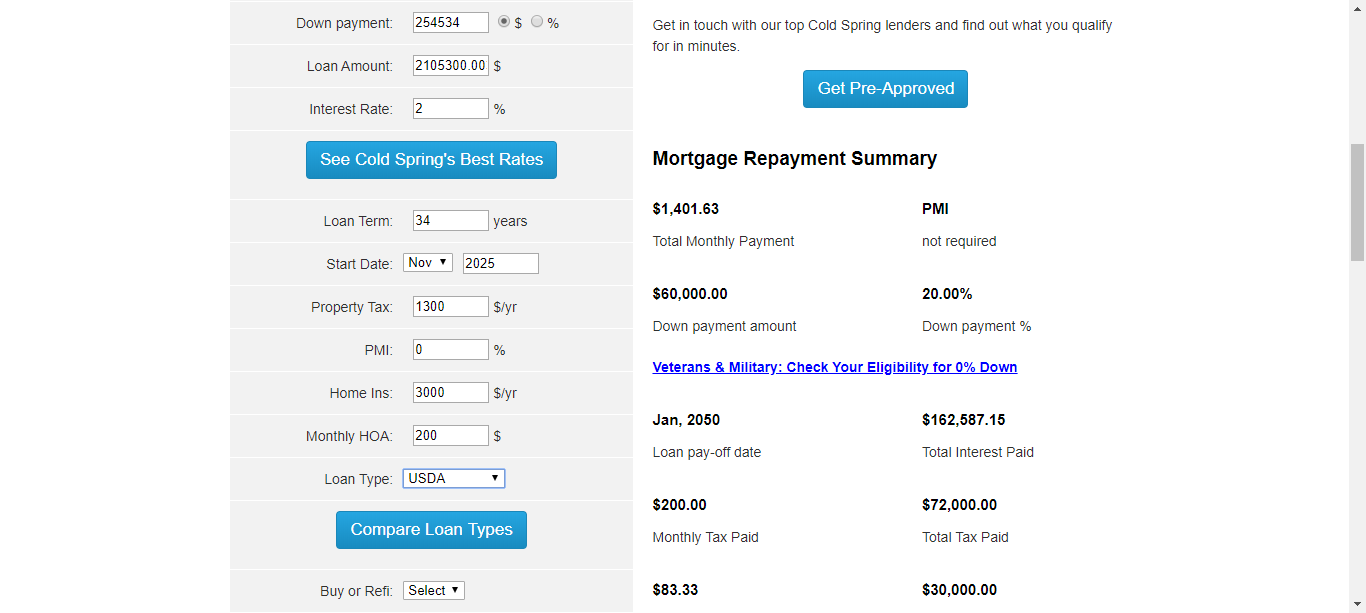 Down payment: 254534 $ %
Loan Amount: 2105300.00 $
Interest Rate: 2 %
See Cold Spring's Best Rates
Loan Term: 34 years
Start Date: Nov 2025
Property Tax: 1300 $/yr
PMI: 0 %
Home Ins: 3000 $/yr
Monthly HOA: 200 $
Loan Type: USDA
Compare Loan Types
Buy or Refi: Select
Get in touch with our top Cold Spring lenders and find out what you qualify
for in minutes.
Get Pre-Approved
Mortgage Repayment Summary
$1,401.63 PMI
Total Monthly Payment not required
$60,000.00 20.00%
Down payment amount Down payment %
Veterans & Military: Check Your Eligibility for 0% Down
Jan, 2050 $162,587.15
Loan pay-off date Total Interest Paid
$200.00 $72,000.00
Monthly Tax Paid Total Tax Paid
$83.33 $30,000.00